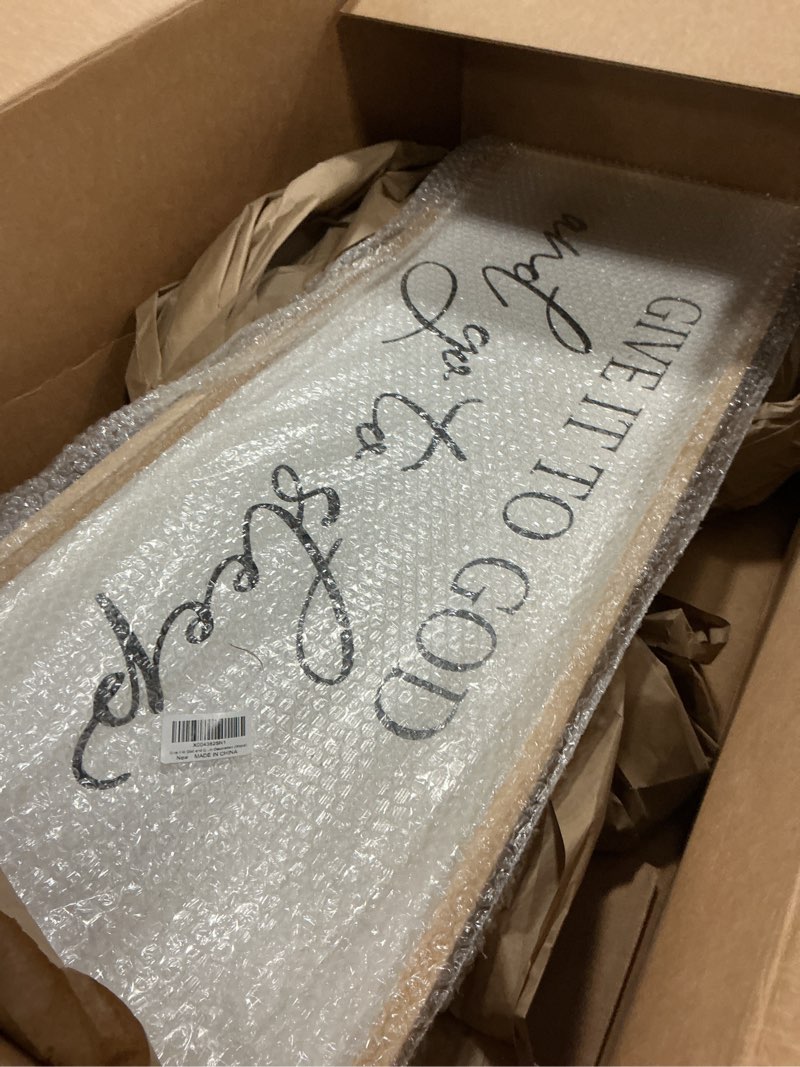 GIVE IT TO GOD
and go to sleep
New MADE IN CHINA